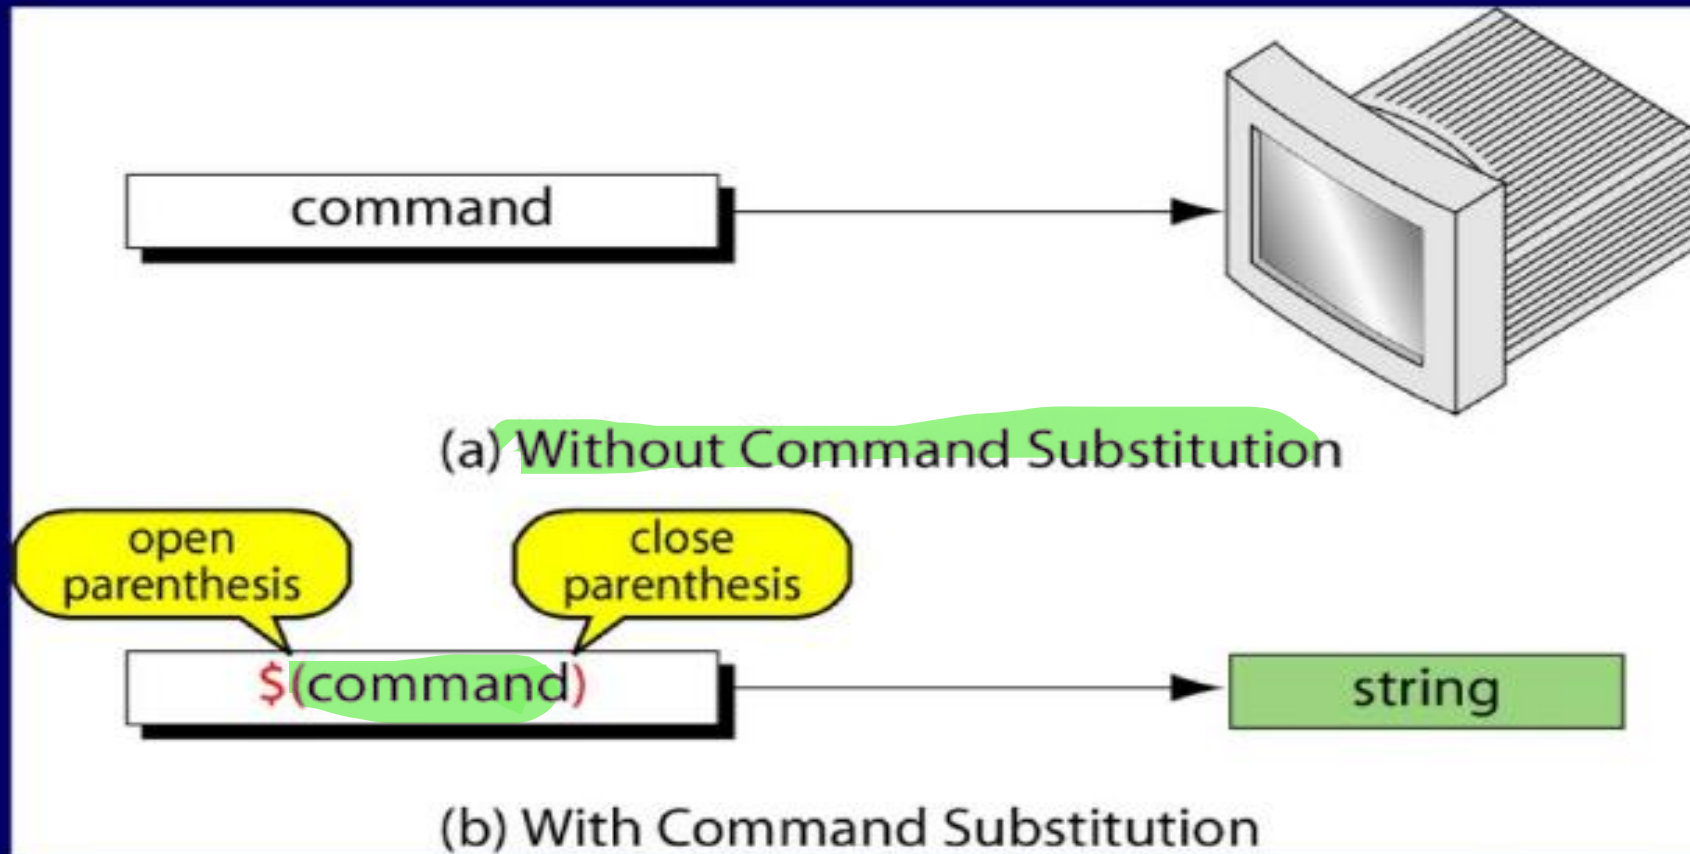 command
(a) Without Command Substitution
open
parenthesis
close
parenthesis
$(command)
string
(b) With Command Substitution